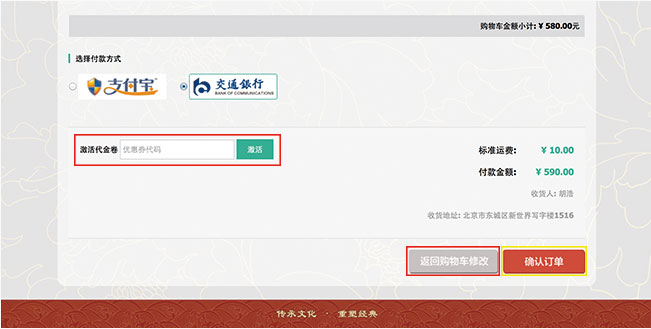 购物车金额小计: ¥ 580.00元
选择付款方式
支付宝
交通銀行
BANK OF COMMUNICATIONS
激活代金卷 优惠券代码 激活
标准运费: ¥ 10.00
付款金额: ¥ 590.00
收货人: 胡浩
收货地址: 北京市东城区新世界写字楼1516
返回购物车修改 确认订单
传承文化 · 重塑经典